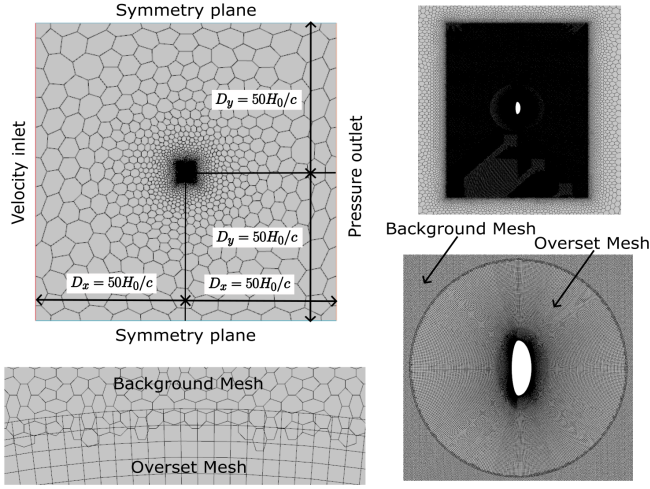 Symmetry plane
Velocity inlet
Pressure outlet
D_y = 50H_0/c
D_y = 50H_0/c
D_x = 50H_0/c
D_x = 50H_0/c
Symmetry plane
Background Mesh
Overset Mesh
Background Mesh
Overset Mesh